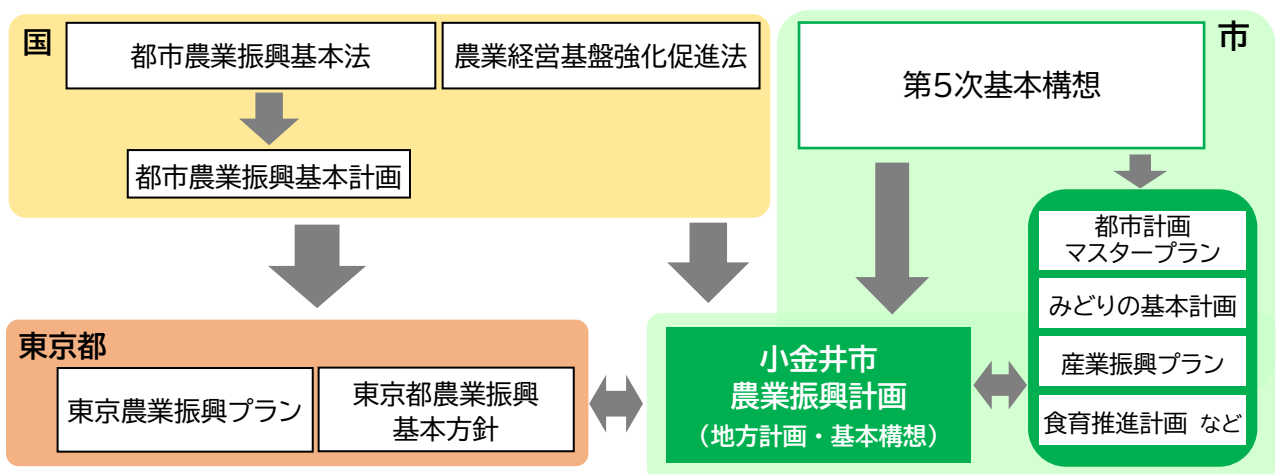 国
都市農業振興基本法
農業経営基盤強化促進法
都市農業振興基本計画
市
第5次基本構想
都市計画
マスタープラン
みどりの基本計画
産業振興プラン
食育推進計画 など
東京都
東京農業振興プラン
東京都農業振興
基本方針
小金井市
農業振興計画
（地方計画・基本構想）